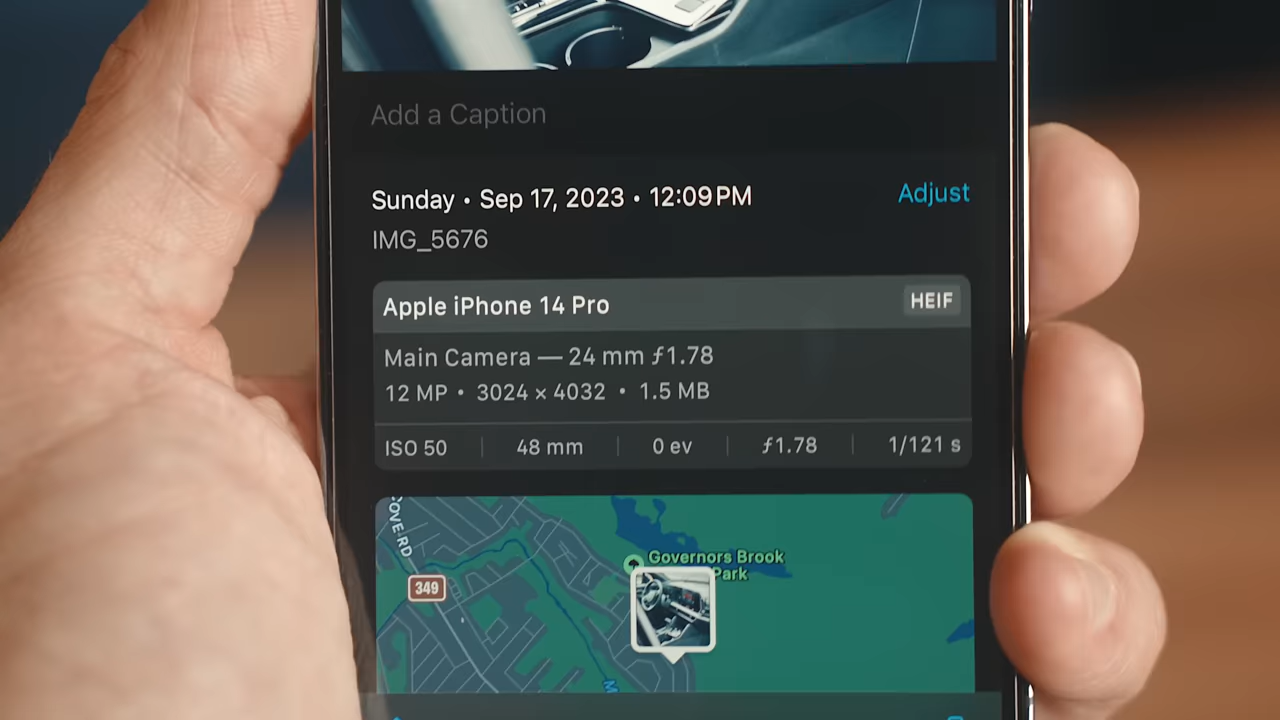 Add a Caption
Sunday • Sep 17, 2023 • 12:09 PM
Adjust
IMG_5676
Apple iPhone 14 Pro
HEIF
Main Camera — 24 mm ƒ1.78
12 MP • 3024 × 4032 • 1.5 MB
ISO 50
48 mm
0 ev
ƒ1.78
1/121 s
RD
Governors Brook
Park
349